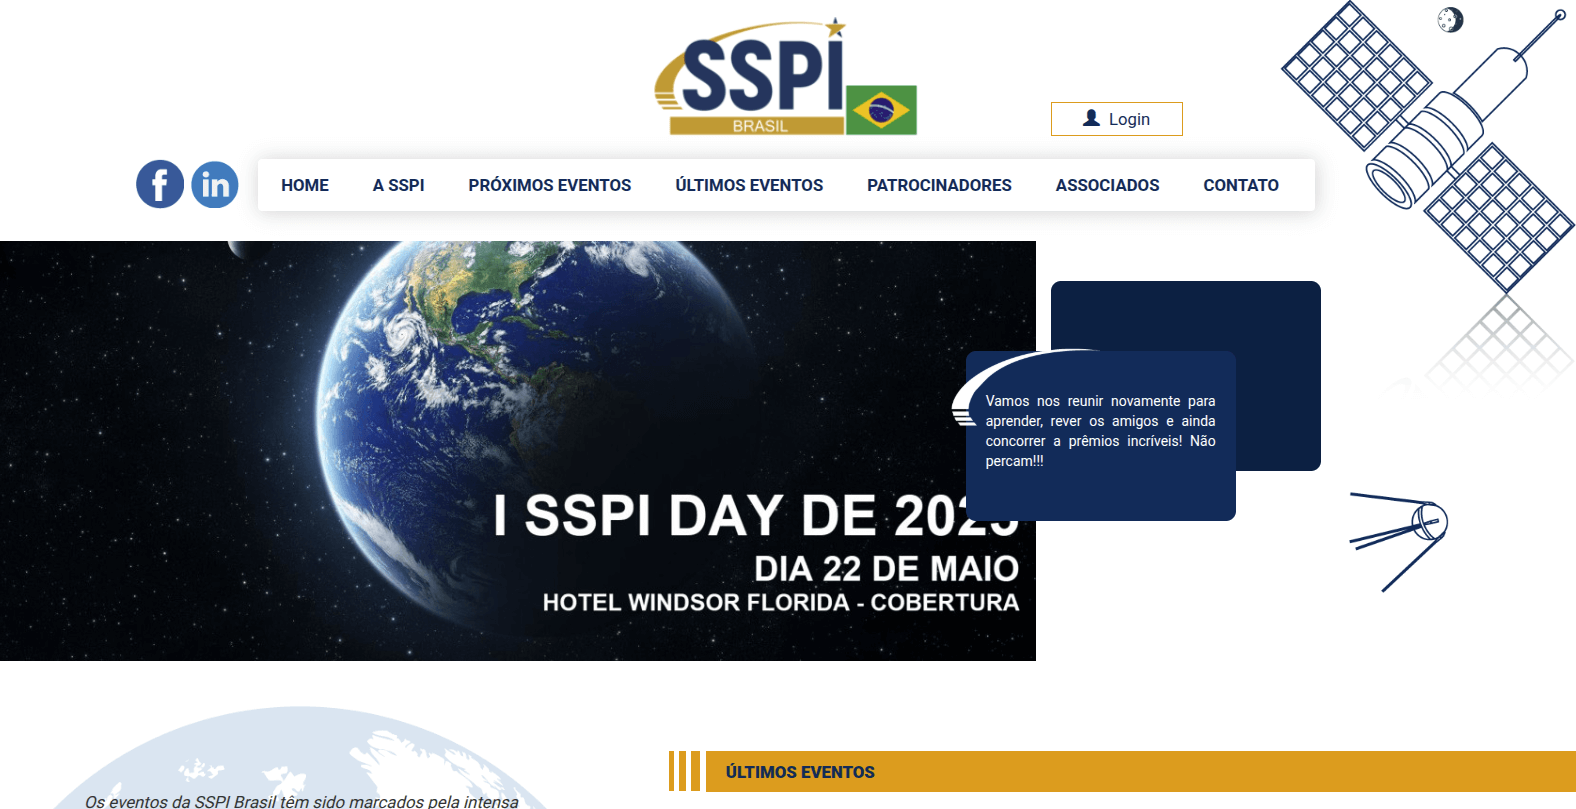 SSPI
BRASIL
Login
HOME A SSPI PRÓXIMOS EVENTOS ÚLTIMOS EVENTOS PATROCINADORES ASSOCIADOS CONTATO
Vamos nos reunir novamente para
aprender, rever os amigos e ainda
concorrer a prêmios incríveis! Não
percam!!!
I SSPI DAY DE
DIA 22 DE MAIO
HOTEL WINDSOR FLORIDA - COBERTURA
ÚLTIMOS EVENTOS
Os eventos da SSPI Brasil têm sido marcados pela intensa